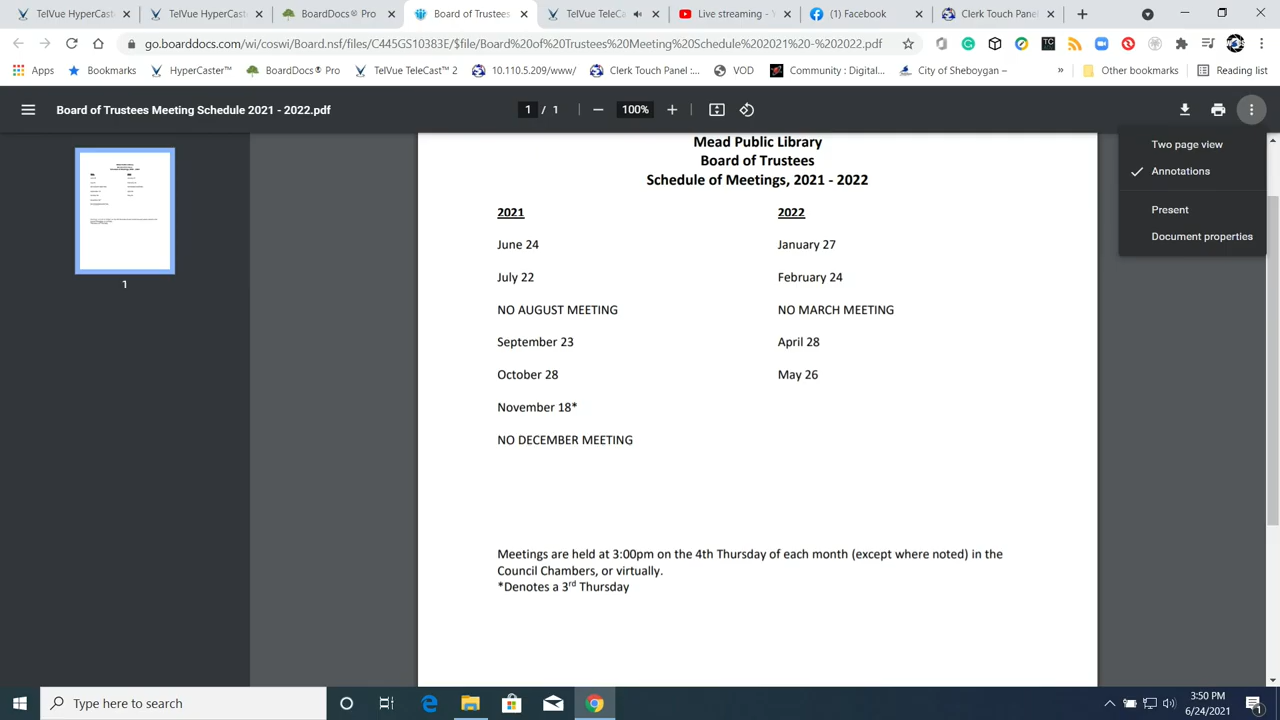 TelVue HyperCast
TelVue HyperCast
BoardDocs® Pro
Board of Trustees
TelVue TeleCa
Live streaming - Y
(1) Facebook
Clerk Touch Panel
go.boarddocs.com/wi/cshwi/Board.nsf/files/C445GS10B83E/$file/Board%20of%20Trustees%20Meeting%20Schedule%202021%20-%202022.pdf
Apps
Bookmarks
HyperCaster™
BoardDocs® Pro
TelVue TeleCast™ 2
10.110.5.209/www/
Clerk Touch Panel :...
VOD
Community : Digital...
City of Sheboygan –
»
Other bookmarks
Reading list
Board of Trustees Meeting Schedule 2021 - 2022.pdf
1 / 1
100%
Two page view
Annotations
Present
Document properties
1
Mead Public Library
Board of Trustees
Schedule of Meetings, 2021 - 2022
2021
2022
June 24
January 27
July 22
February 24
NO AUGUST MEETING
NO MARCH MEETING
September 23
April 28
October 28
May 26
November 18*
NO DECEMBER MEETING
Meetings are held at 3:00pm on the 4th Thursday of each month (except where noted) in the
Council Chambers, or virtually.
*Denotes a 3rd Thursday
Type here to search
3:50 PM
6/24/2021